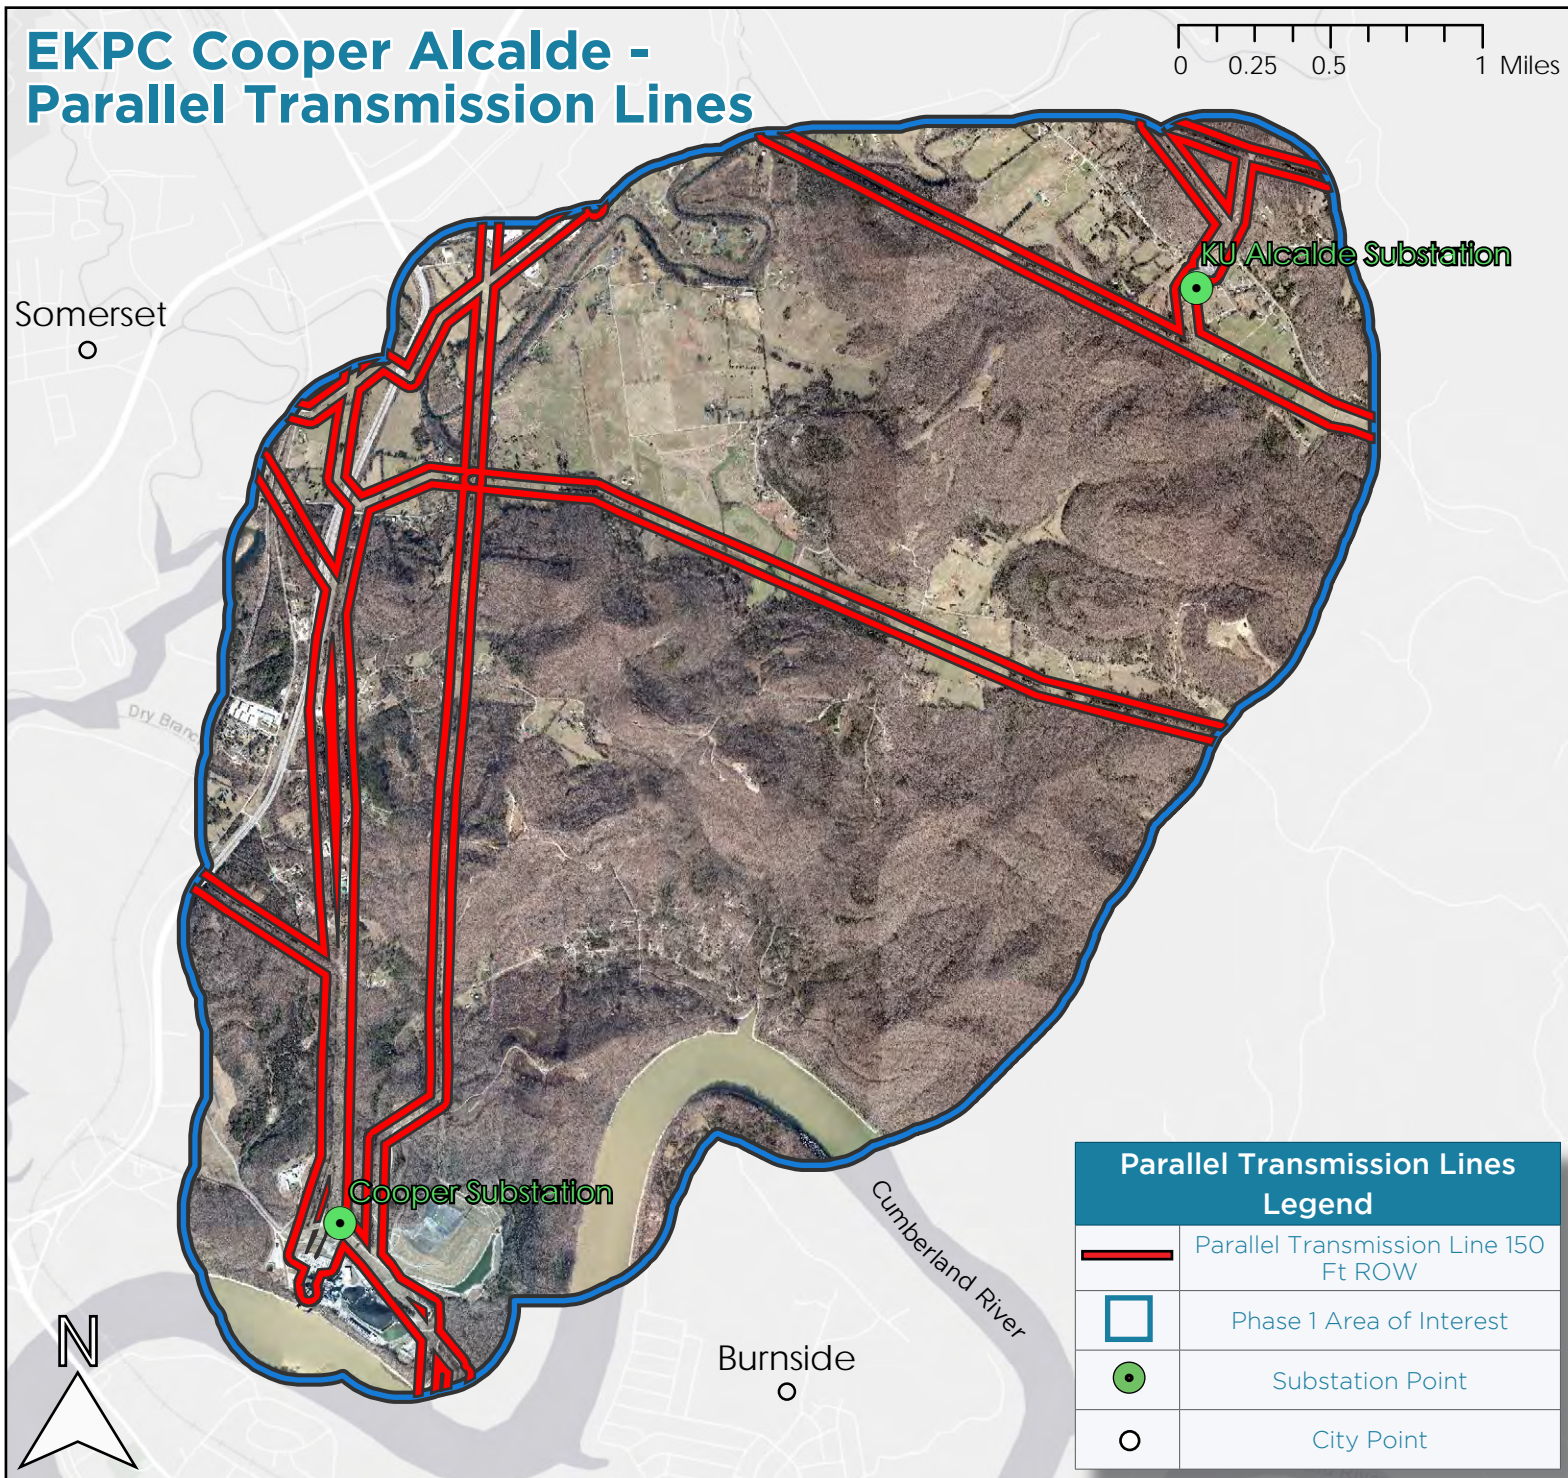 EKPC Cooper Alcalde -
Parallel Transmission Lines
0 0.25 0.5 1 Miles
KU Alcalde Substation
Somerset
Dry Branc
Cooper Substation
Cumberland River
Burnside
N
Parallel Transmission Lines
Legend
Parallel Transmission Line 150
Ft ROW
Phase 1 Area of Interest
Substation Point
City Point